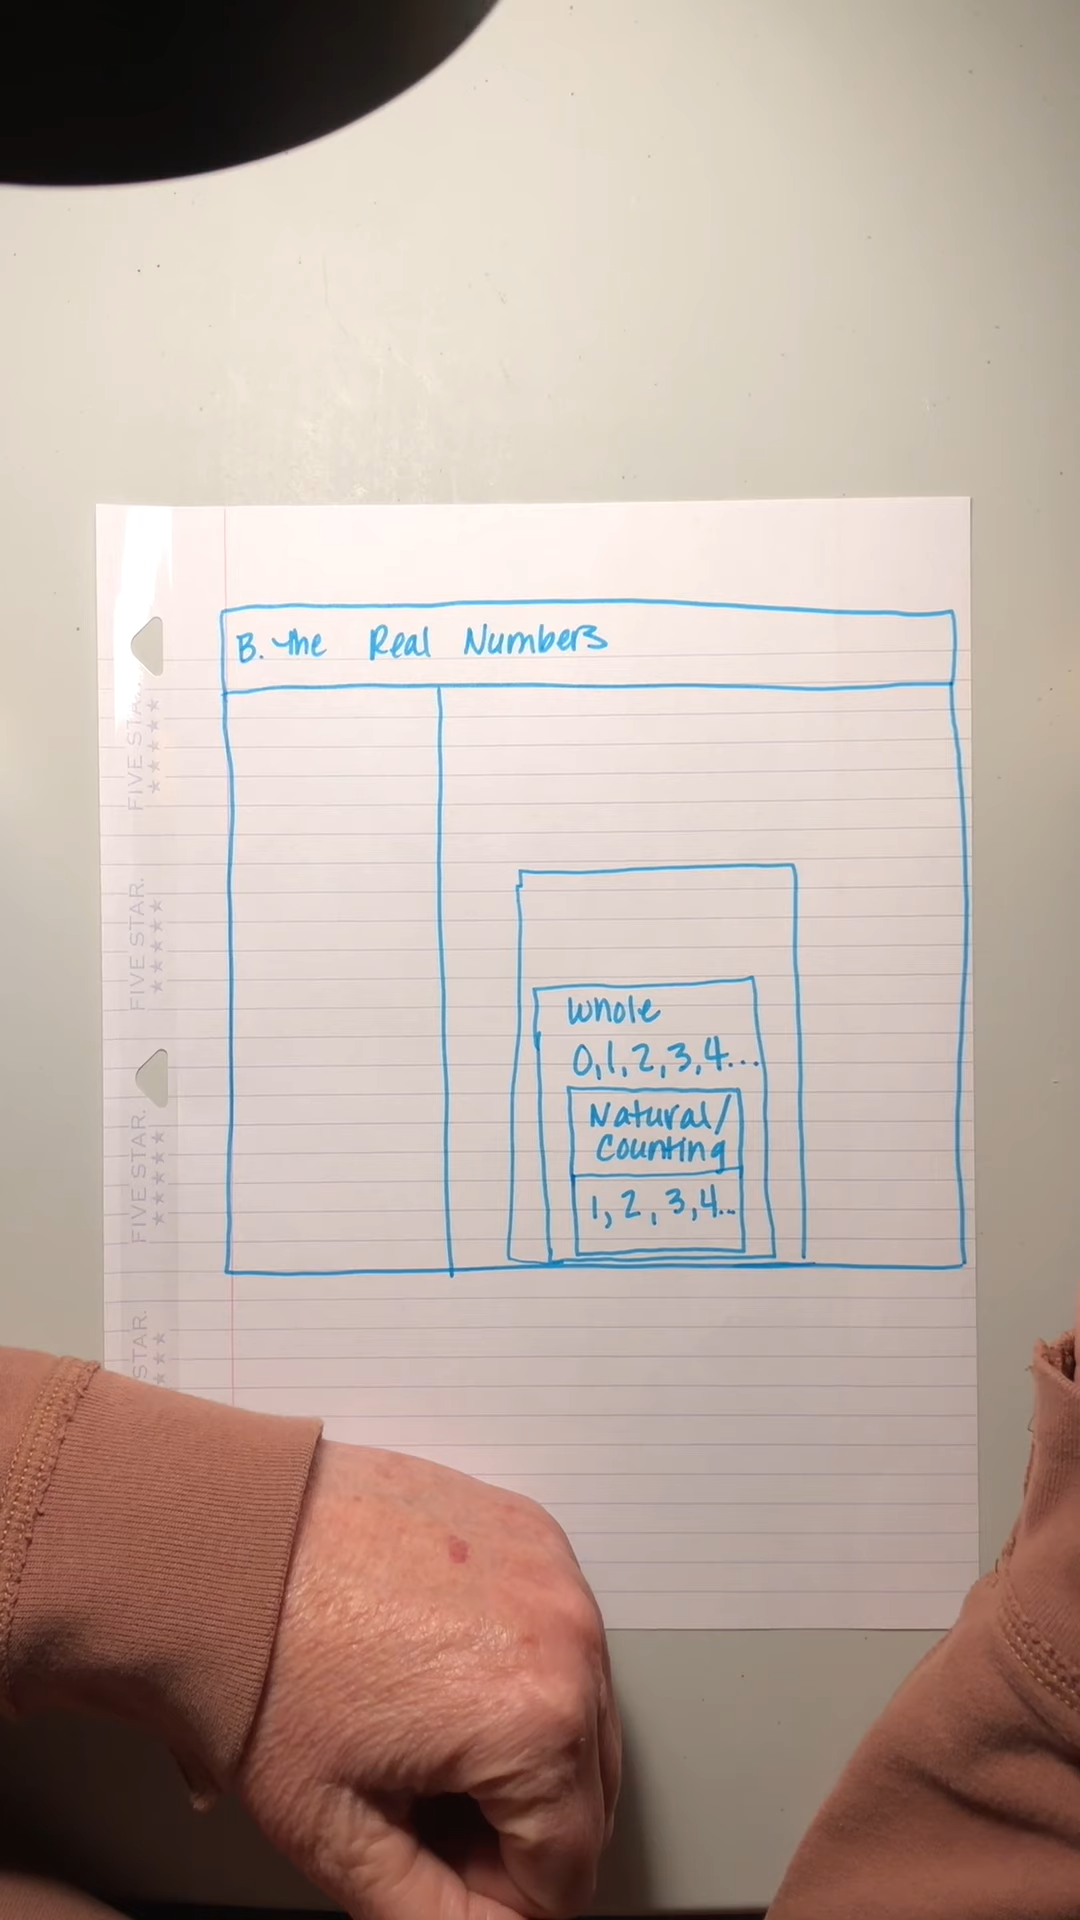 B. The Real Numbers
Whole
0,1,2,3,4...
Natural/
Counting
1, 2, 3,4...
FIVE STA
FIVE STAR.
FIVE STAR.
STAR.